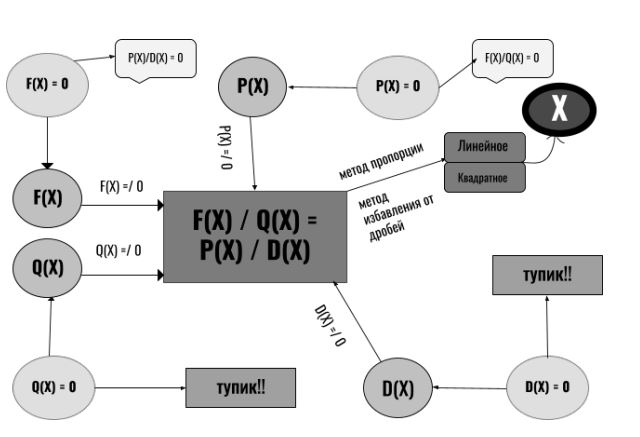 F(X) = 0
P(X)/D(X) = 0
P(X)
P(X) = 0
F(X)/Q(X) = 0
X
P(X) =/ 0
метод пропорции
Линейное
Квадратное
метод
избавления от
дробей
F(X)
F(X) =/ 0
F(X) / Q(X) =
P(X) / D(X)
Q(X)
Q(X) =/ 0
тупик!!
D(X) =/ 0
Q(X) = 0
тупик!!
D(X)
D(X) = 0